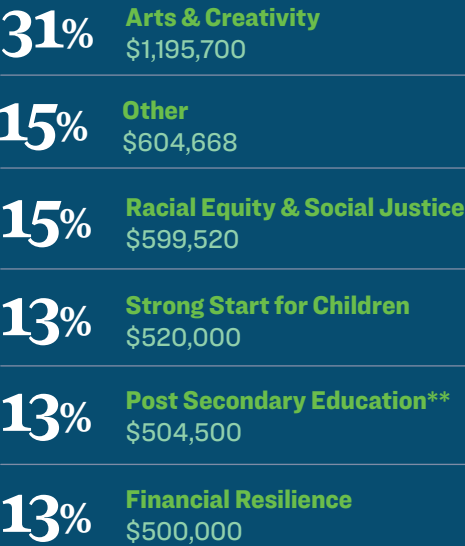 31% Arts & Creativity
$1,195,700
15% Other
$604,668
15% Racial Equity & Social Justice
$599,520
13% Strong Start for Children
$520,000
13% Post Secondary Education**
$504,500
13% Financial Resilience
$500,000